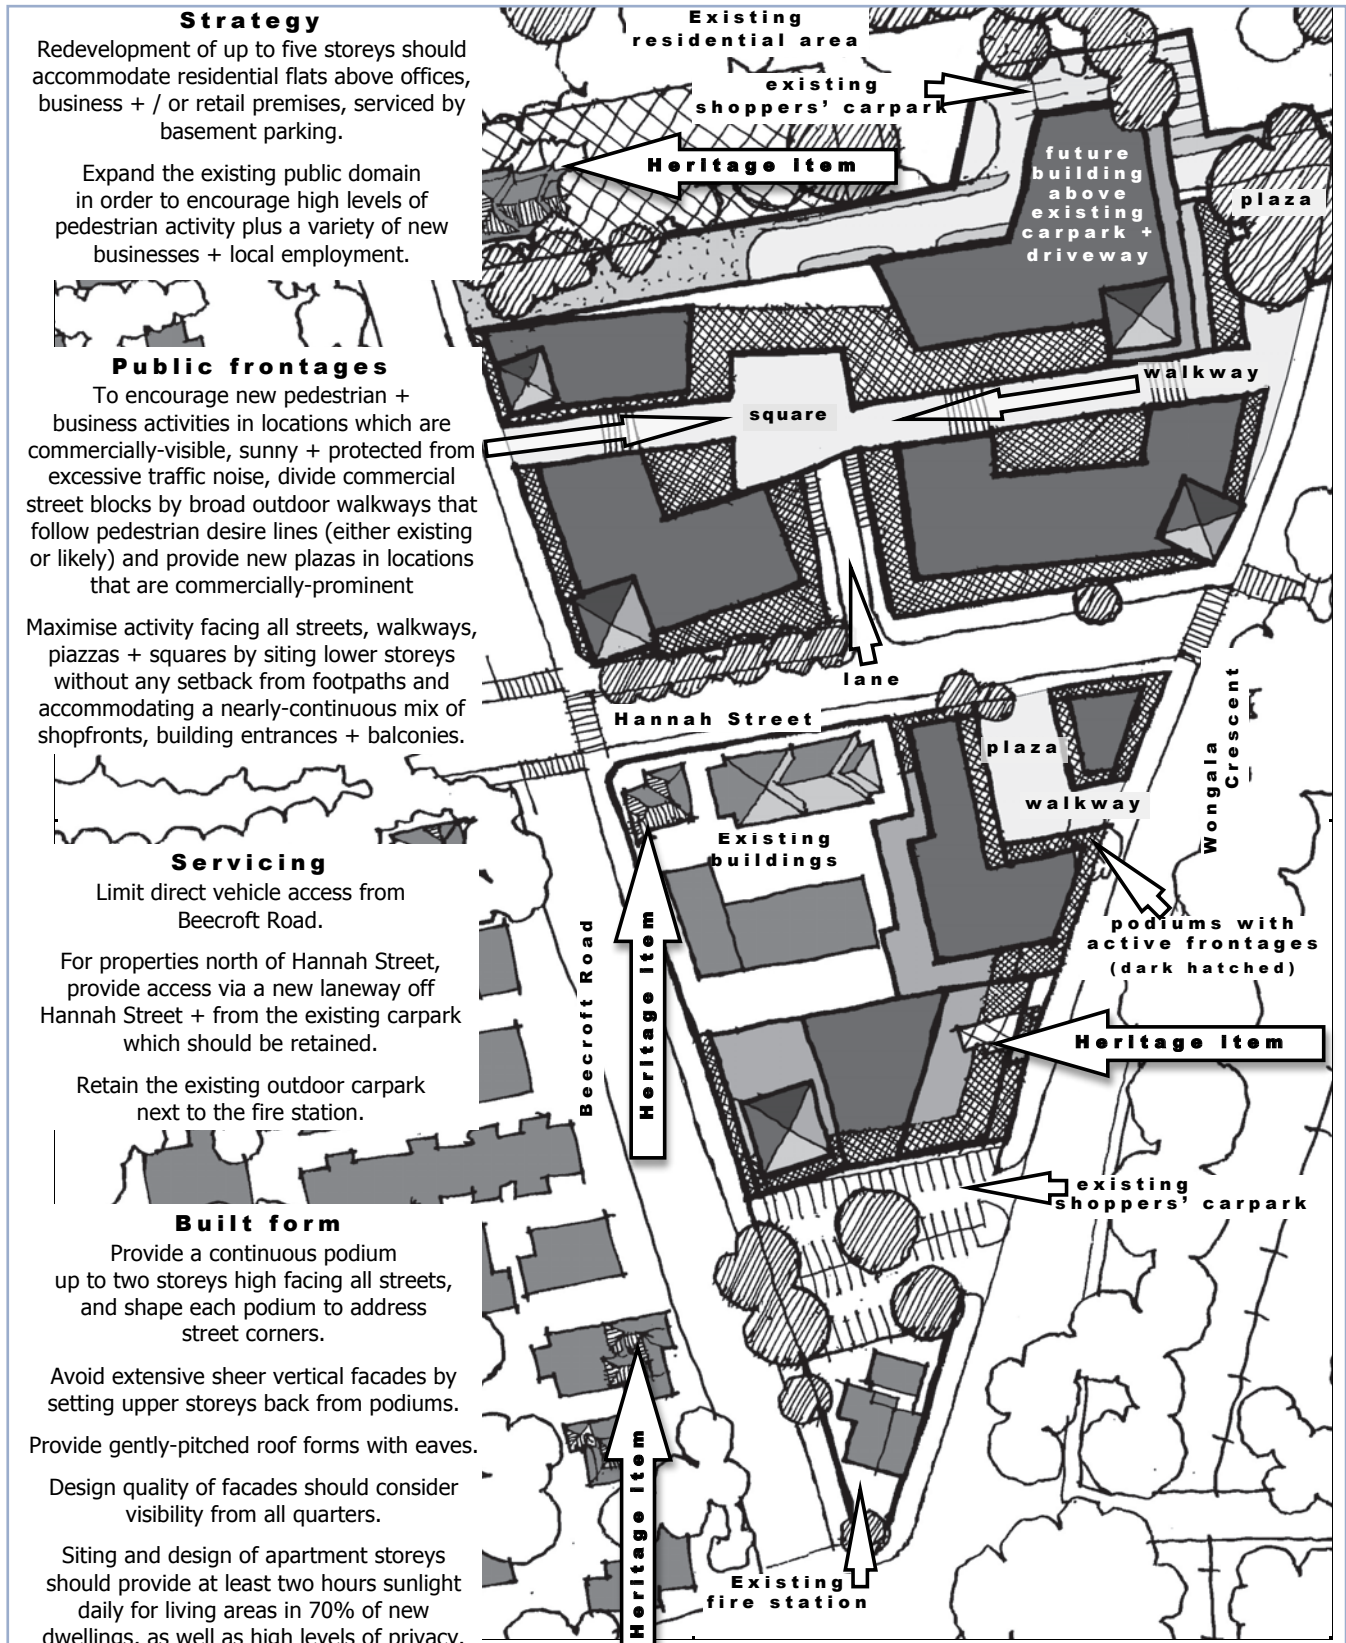 Strategy
Redevelopment of up to five storeys should
accommodate residential flats above offices,
business + / or retail premises, serviced by
basement parking.
Expand the existing public domain
in order to encourage high levels of
pedestrian activity plus a variety of new
businesses + local employment.
Public frontages
To encourage new pedestrian +
business activities in locations which are
commercially-visible, sunny + protected from
excessive traffic noise, divide commercial
street blocks by broad outdoor walkways that
follow pedestrian desire lines (either existing
or likely) and provide new plazas in locations
that are commercially-prominent
Maximise activity facing all streets, walkways,
piazzas + squares by siting lower storeys
without any setback from footpaths and
accommodating a nearly-continuous mix of
shopfronts, building entrances + balconies.
Servicing
Limit direct vehicle access from
Beecroft Road.
For properties north of Hannah Street,
provide access via a new laneway off
Hannah Street + from the existing carpark
which should be retained.
Retain the existing outdoor carpark
next to the fire station.
Built form
Provide a continuous podium
up to two storeys high facing all streets,
and shape each podium to address
street corners.
Avoid extensive sheer vertical facades by
setting upper storeys back from podiums.
Provide gently-pitched roof forms with eaves.
Design quality of facades should consider
visibility from all quarters.
Siting and design of apartment storeys
should provide at least two hours sunlight
daily for living areas in 70% of new
dwellings, as well as high levels of privacy.
Existing
residential area
existing
shoppers' carpark
Heritage item
future
building
above
existing
carpark +
driveway
plaza
walkway
square
lane
Hannah Street
plaza
walkway
Wongala
Crescent
Existing
buildings
Beecroft Road
Heritage item
podiums with
active frontages
(dark hatched)
Heritage item
existing
shoppers' carpark
Heritage item
Existing
fire station